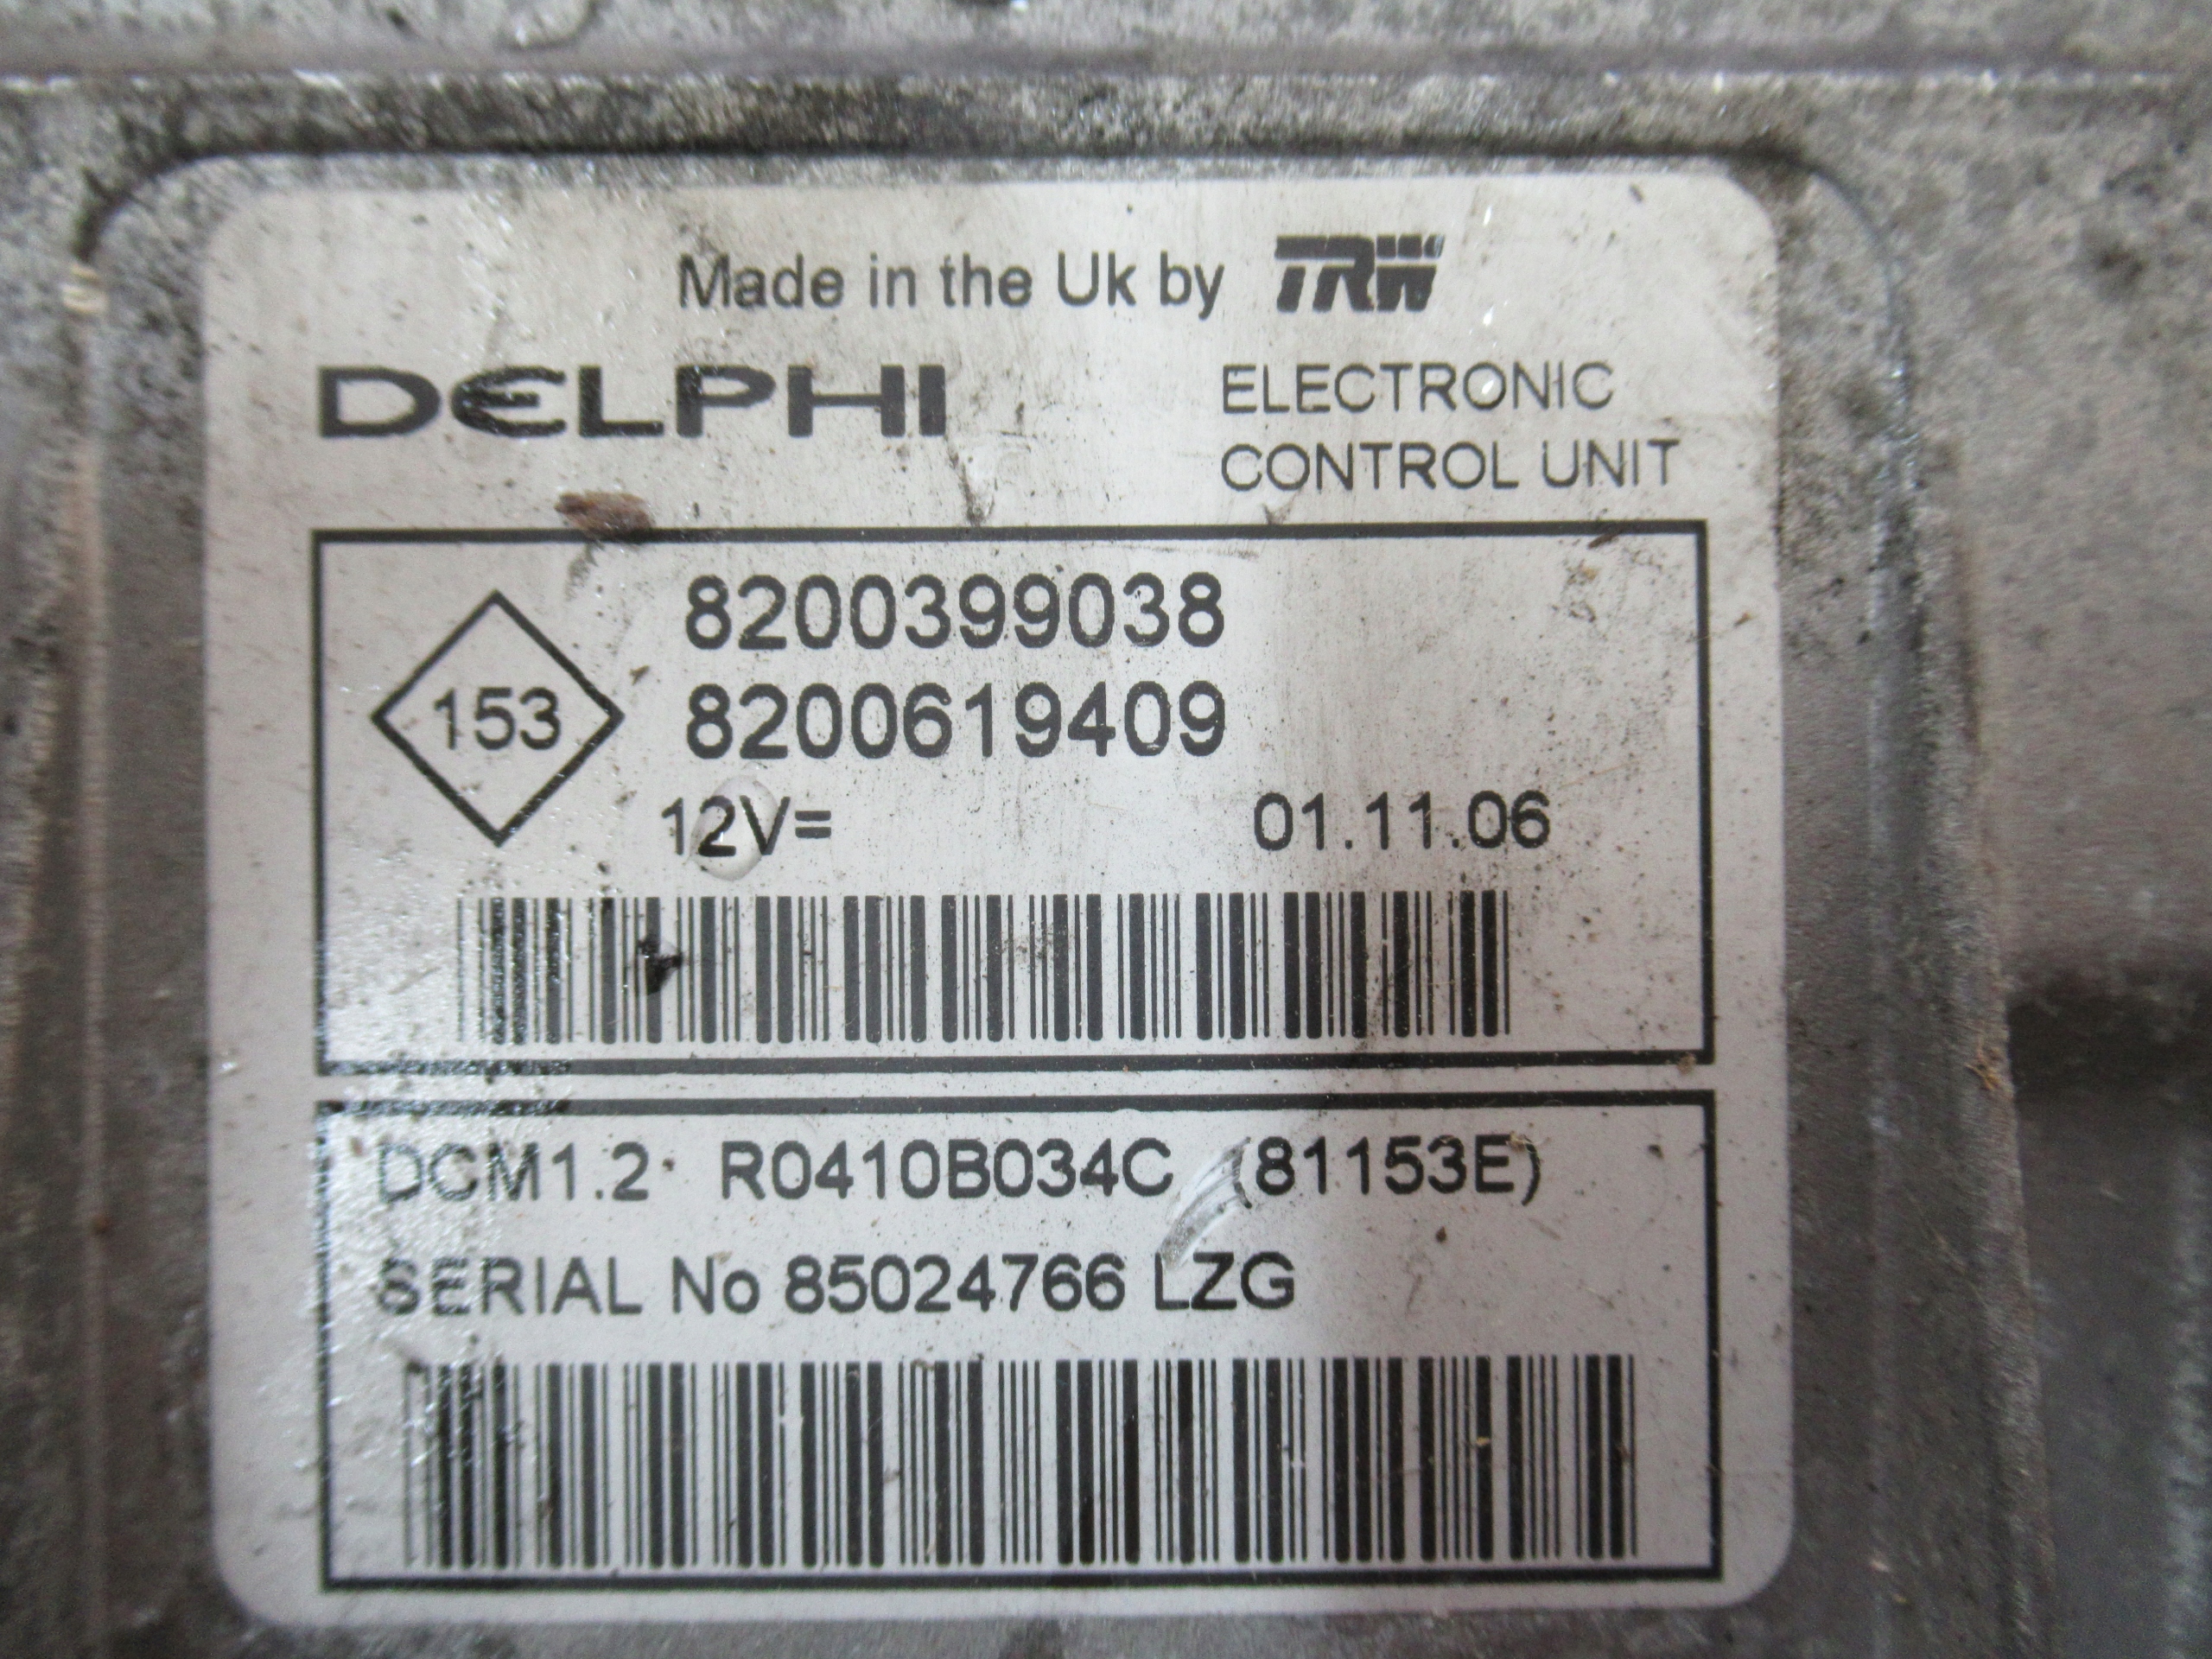 Made in the Uk by TRW
DELPHI
ELECTRONIC
CONTROL UNIT
8200399038
153
8200619409
12V= 01.11.06
DCM1.2 R0410B034C (81153E)
SERIAL No 85024766 LZG